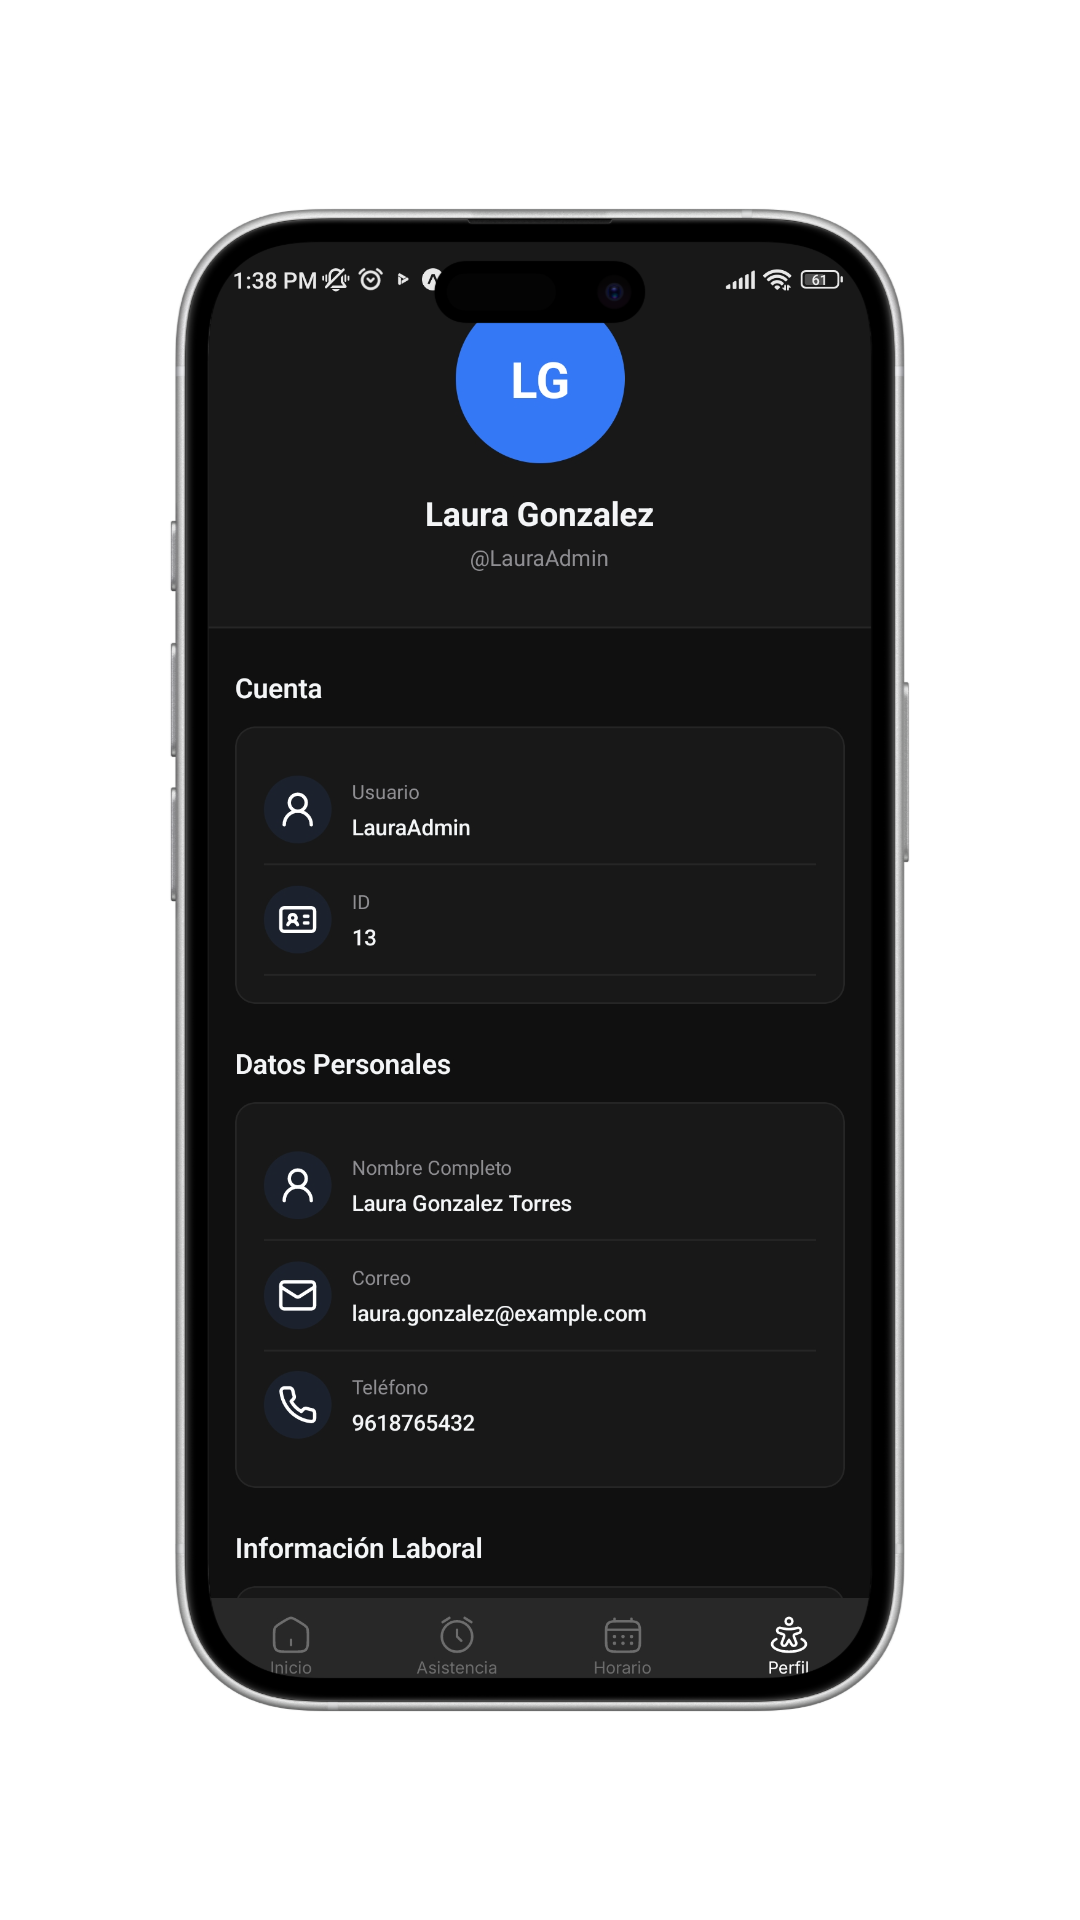 1:38 PM
61
LG
Laura Gonzalez
@LauraAdmin
Cuenta
Usuario
LauraAdmin
ID
13
Datos Personales
Nombre Completo
Laura Gonzalez Torres
Correo
laura.gonzalez@example.com
Teléfono
9618765432
Información Laboral
Inicio Asistencia Horario Perfil